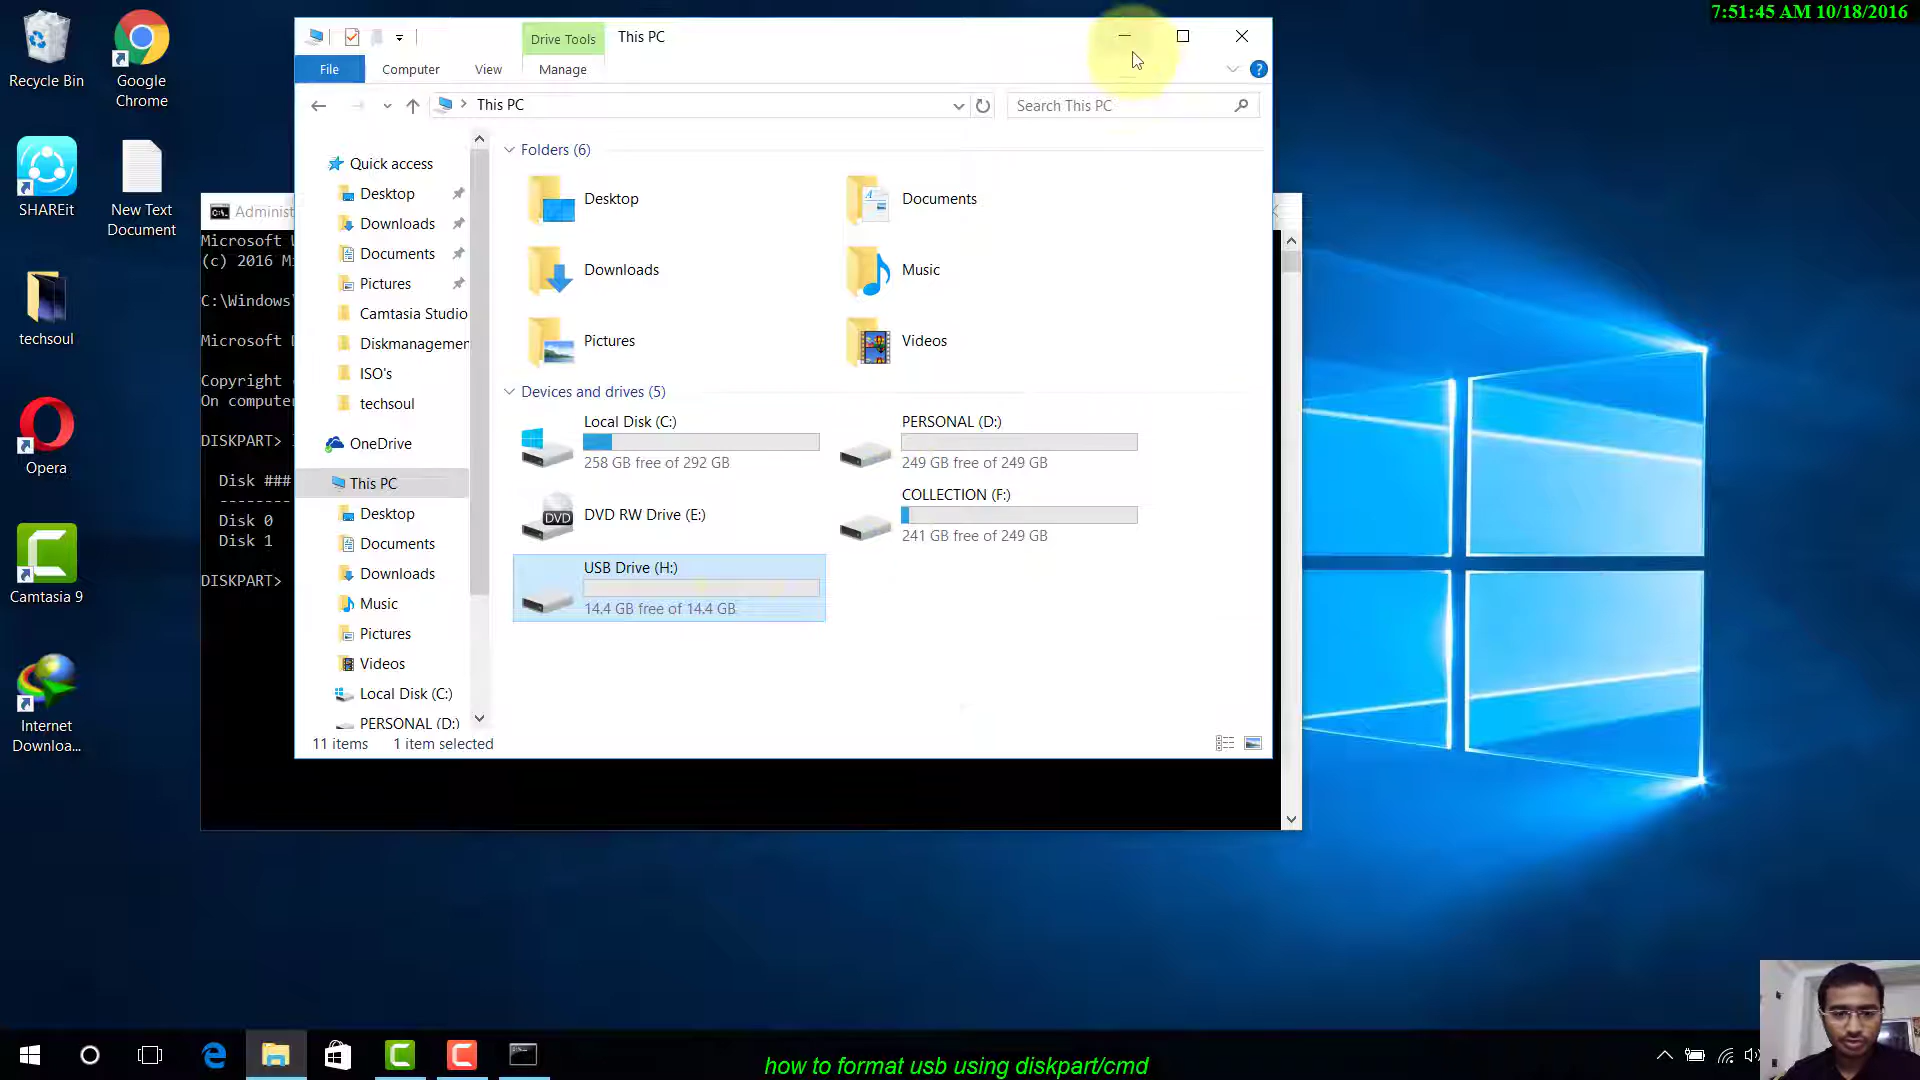 7:51:45 AM 10/18/2016
Recycle Bin
Google
Chrome
SHAREit
New Text
Document
techsoul
Opera
Camtasia 9
Internet
Downloa...
Administ
Microsoft
(c) 2016
C:\Windows
Microsoft
Copyright
On compute
DISKPART>
Disk ###
--------
Disk 0
Disk 1
DISKPART>
Drive Tools
This PC
File
Computer
View
Manage
This PC
Search This PC
Quick access
Desktop
Downloads
Documents
Pictures
Camtasia Studio
Diskmanagemen
ISO's
techsoul
OneDrive
This PC
Desktop
Documents
Downloads
Music
Pictures
Videos
Local Disk (C:)
PERSONAL (D:)
Folders (6)
Desktop
Documents
Downloads
Music
Pictures
Videos
Devices and drives (5)
Local Disk (C:)
258 GB free of 292 GB
PERSONAL (D:)
249 GB free of 249 GB
DVD
DVD RW Drive (E:)
COLLECTION (F:)
241 GB free of 249 GB
USB Drive (H:)
14.4 GB free of 14.4 GB
11 items
1 item selected
how to format usb using diskpart/cmd